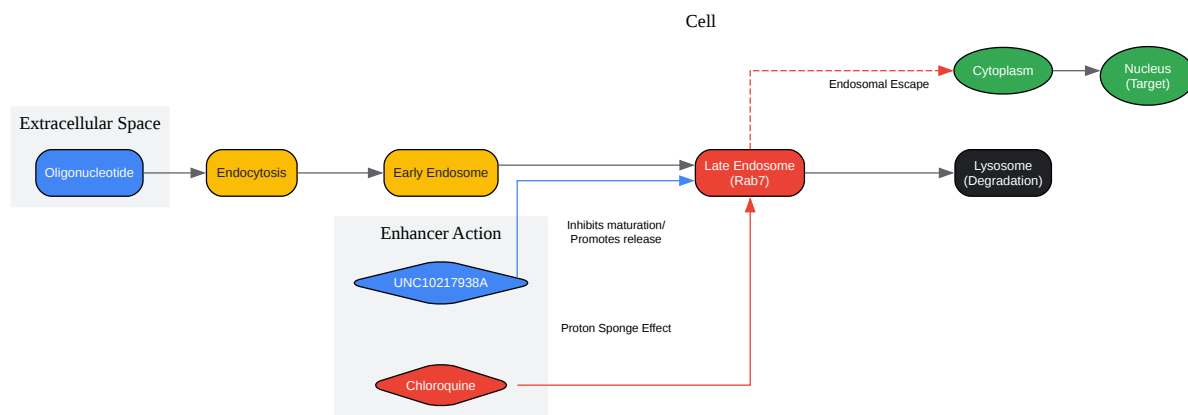 Cell
Endosomal Escape
Cytoplasm
Nucleus
(Target)
Extracellular Space
Oligonucleotide
Endocytosis
Early Endosome
Late Endosome
(Rab7)
Lysosome
(Degradation)
Enhancer Action
Inhibits maturation/
Promotes release
UNC10217938A
Proton Sponge Effect
Chloroquine